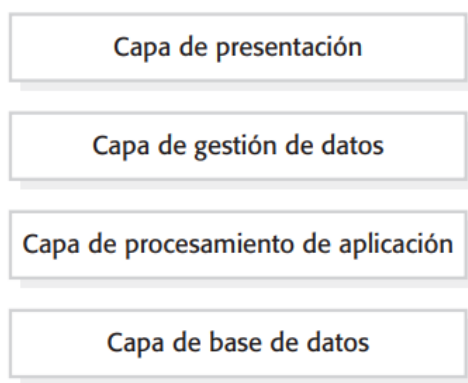 Capa de presentación
Capa de gestión de datos
Capa de procesamiento de aplicación
Capa de base de datos